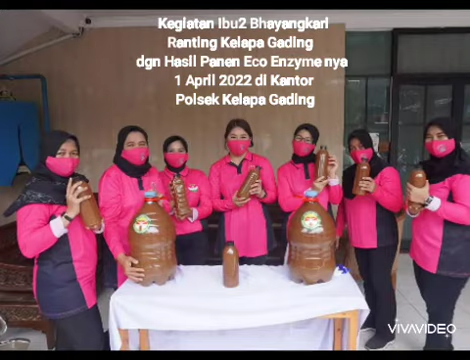 Kegiatan Ibu2 Bhayangkari
Ranting Kelapa Gading
dgn Hasil Panen Eco Enzyme nya
1 April 2022 di Kantor
Polsek Kelapa Gading
VIVAVIDEO